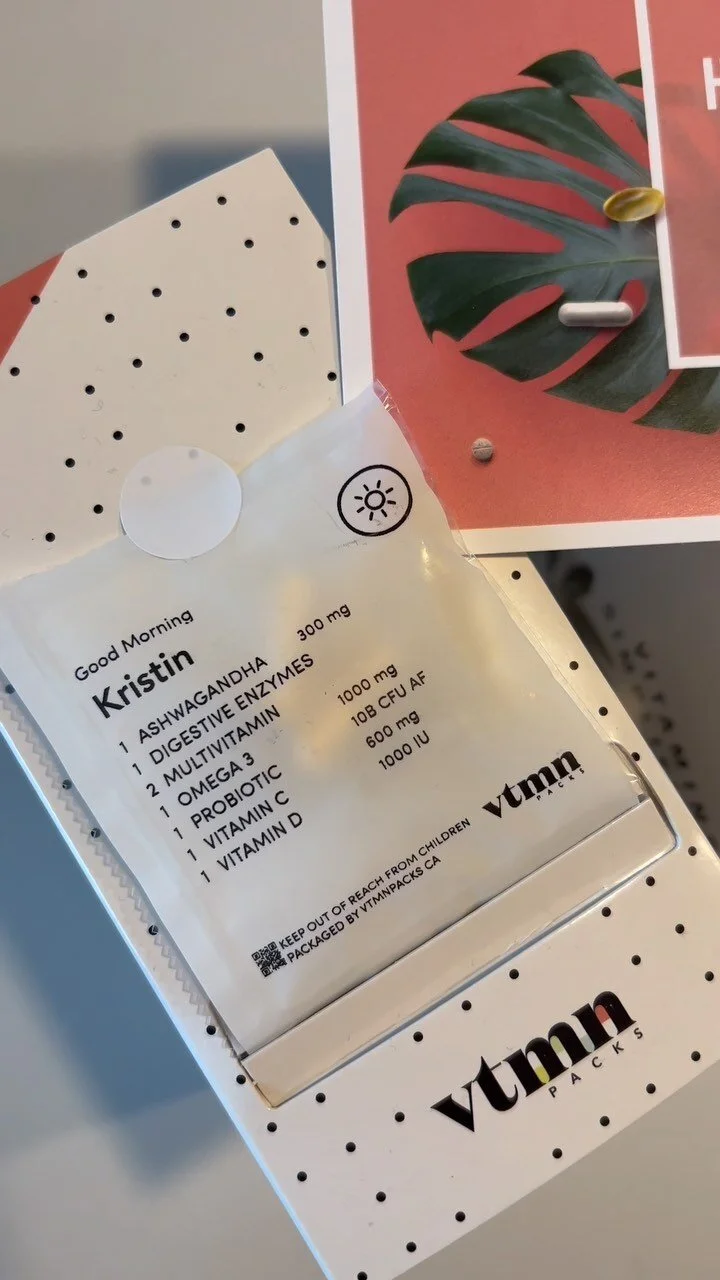 H
Good Morning
Kristin
1 ASHWAGANDHA 300 mg
1 DIGESTIVE ENZYMES
2 MULTIVITAMIN
1 OMEGA 3 1000 mg
1 PROBIOTIC 10B CFU AF
1 VITAMIN C 600 mg
1 VITAMIN D 1000 IU
vtmn
PACKS
KEEP OUT OF REACH FROM CHILDREN
PACKAGED BY VTMNPACKS CA
vtmn
PACKS